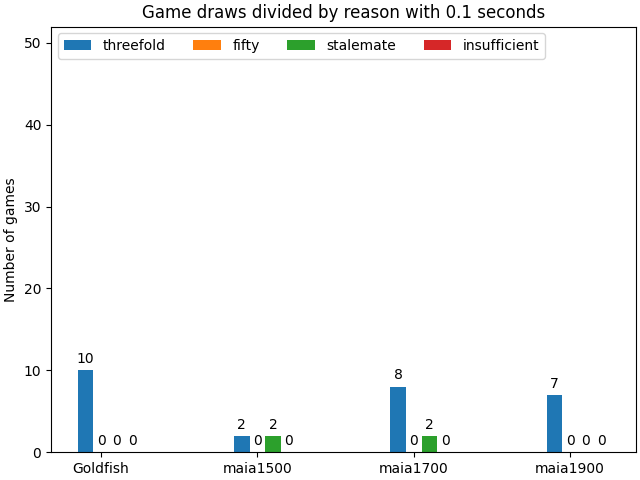 Game draws divided by reason with 0.1 seconds
threefold fifty stalemate insufficient
Number of games
50
40
30
20
10
0
10 0 0 0
2 0 2 0
8 0 2 0
7 0 0 0
Goldfish maia1500 maia1700 maia1900